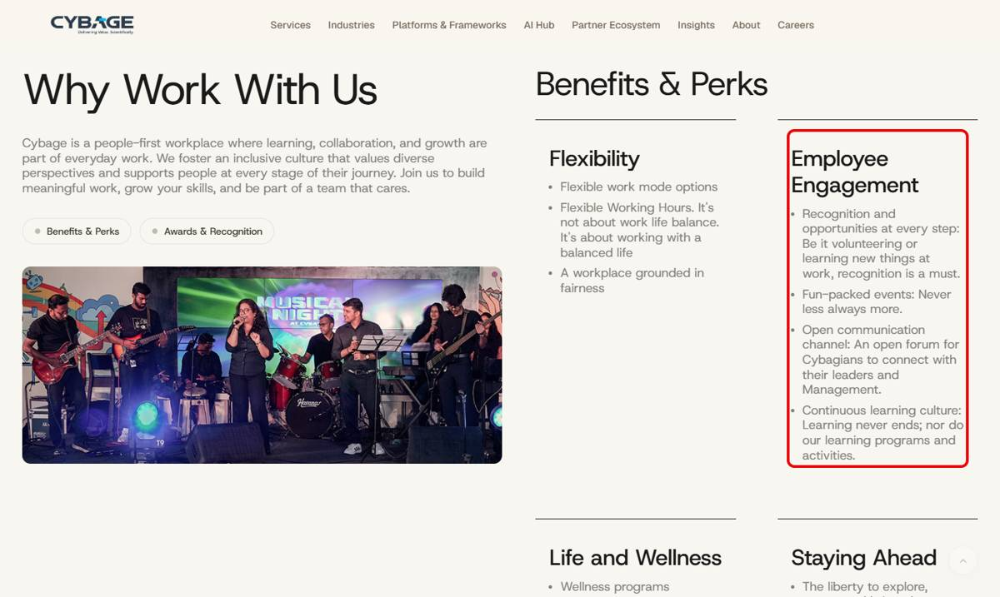 CYBAGE
Delivering Value. Scientifically.
Services
Industries
Platforms & Frameworks
AI Hub
Partner Ecosystem
Insights
About
Careers
Why Work With Us
Cybage is a people-first workplace where learning, collaboration, and growth are
part of everyday work. We foster an inclusive culture that values diverse
perspectives and supports people at every stage of their journey. Join us to build
meaningful work, grow your skills, and be part of a team that cares.
Benefits & Perks
Awards & Recognition
MUSICA
NIGHT
AT CYBA
Havana
T9
Benefits & Perks
Flexibility
• Flexible work mode options
• Flexible Working Hours. It's
not about work life balance.
It's about working with a
balanced life
• A workplace grounded in
fairness
Employee
Engagement
• Recognition and
opportunities at every step:
Be it volunteering or
learning new things at
work, recognition is a must.
• Fun-packed events: Never
less always more.
• Open communication
channel: An open forum for
Cybagians to connect with
their leaders and
Management.
• Continuous learning culture:
Learning never ends; nor do
our learning programs and
activities.
Life and Wellness
• Wellness programs
Staying Ahead
• The liberty to explore,